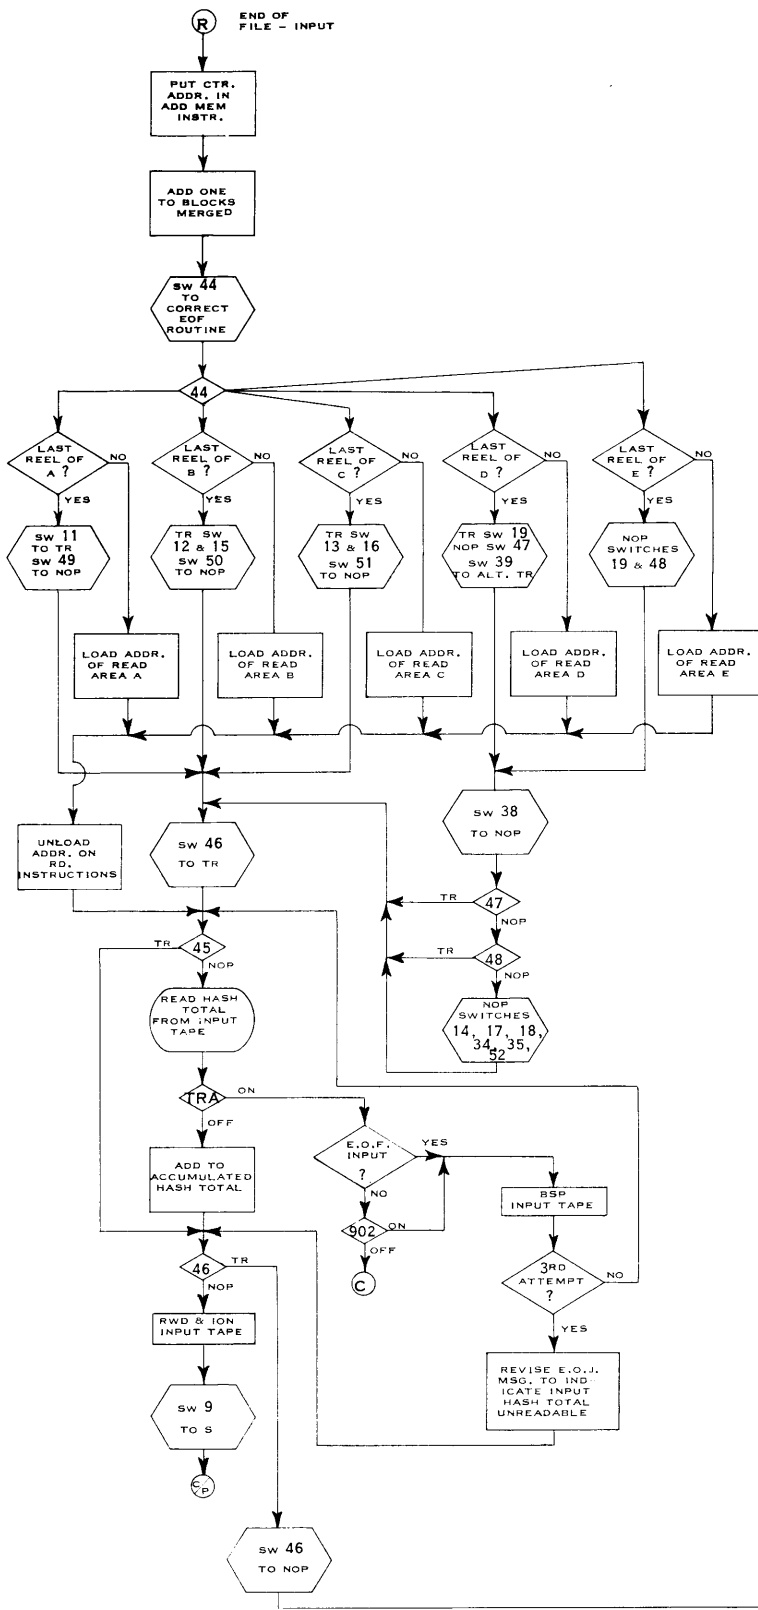 R
END OF
FILE - INPUT
PUT CTR.
ADDR. IN
ADD MEM
INSTR.
ADD ONE
TO BLOCKS
MERGED
SW 44
TO
CORRECT
EOF
ROUTINE
44
LAST
REEL OF
A ?
NO
YES
LAST
REEL OF
B ?
NO
YES
LAST
REEL OF
C ?
NO
YES
LAST
REEL OF
D ?
NO
YES
LAST
REEL OF
E ?
NO
YES
SW 11
TO TR
SW 49
TO NOP
TR SW
12 & 15
SW 50
TO NOP
TR SW
13 & 16
SW 51
TO NOP
TR SW 19
NOP SW 47
SW 39
TO ALT. TR
NOP
SWITCHES
19 & 48
LOAD ADDR.
OF READ
AREA A
LOAD ADDR.
OF READ
AREA B
LOAD ADDR.
OF READ
AREA C
LOAD ADDR.
OF READ
AREA D
LOAD ADDR.
OF READ
AREA E
UNLOAD
ADDR. ON
RD.
INSTRUCTIONS
SW 46
TO TR
SW 38
TO NOP
TR
47
NOP
TR
48
NOP
NOP
SWITCHES
14, 17, 18,
34, 35,
52
TR
45
NOP
READ HASH
TOTAL
FROM INPUT
TAPE
TRA
ON
OFF
ADD TO
ACCUMULATED
HASH TOTAL
E.O.F.
INPUT
?
YES
NO
902
ON
OFF
C
BSP
INPUT TAPE
3RD
ATTEMPT
?
NO
YES
REVISE E.O.J.
MSG. TO IND-
ICATE INPUT
HASH TOTAL
UNREADABLE
46
TR
NOP
RWD & ION
INPUT TAPE
SW 9
TO S
C/P
SW 46
TO NOP